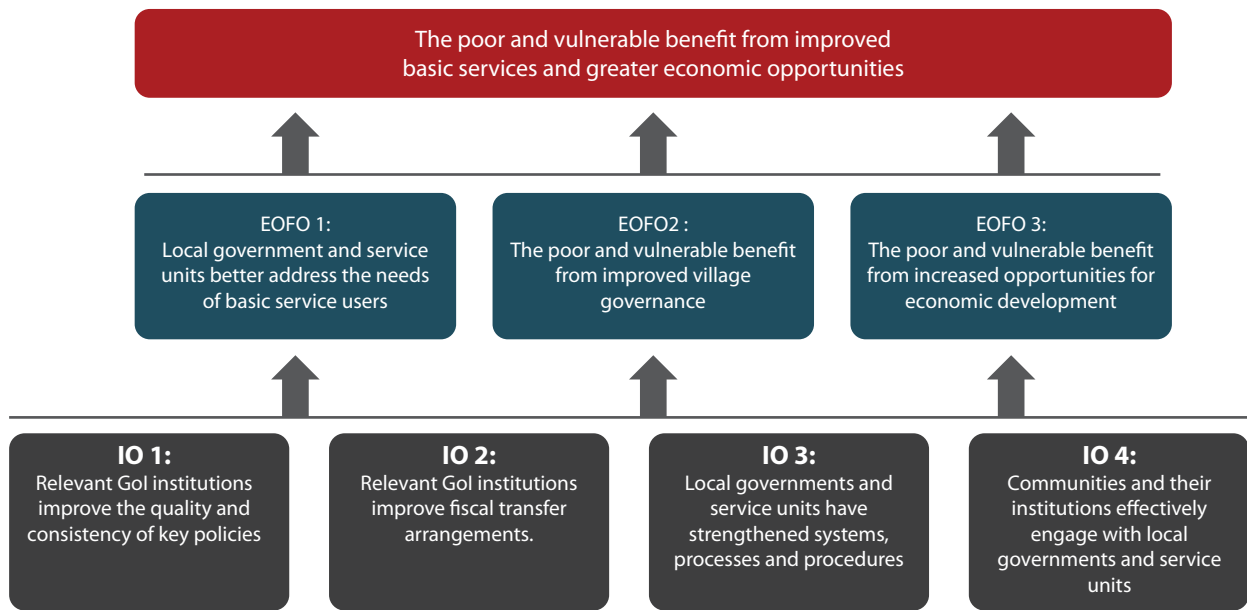 The poor and vulnerable benefit from improved
basic services and greater economic opportunities
EOFO 1:
Local government and service
units better address the needs
of basic service users
EOFO2 :
The poor and vulnerable benefit
from improved village
governance
EOFO 3:
The poor and vulnerable benefit
from increased opportunities for
economic development
IO 1:
Relevant GoI institutions
improve the quality and
consistency of key policies
IO 2:
Relevant GoI institutions
improve fiscal transfer
arrangements.
IO 3:
Local governments and
service units have
strengthened systems,
processes and procedures
IO 4:
Communities and their
institutions effectively
engage with local
governments and service
units